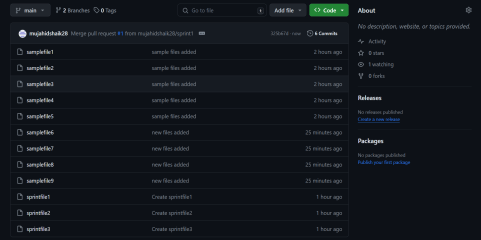 main 2 Branches 0 Tags Go to file t Add file Code
mujahidshaik28 Merge pull request #1 from mujahidshaik28/sprint1 now 6 Commits
samplefile1 sample files added 2 hours ago
samplefile2 sample files added 2 hours ago
samplefile3 sample files added 2 hours ago
samplefile4 sample files added 2 hours ago
samplefile5 sample files added 2 hours ago
samplefile6 new files added 25 minutes ago
samplefile7 new files added 25 minutes ago
samplefile8 new files added 25 minutes ago
samplefile9 new files added 25 minutes ago
sprintfile1 Create sprintfile1 1 hour ago
sprintfile2 Create sprintfile2 1 hour ago
sprintfile3 Create sprintfile3 1 hour ago
About
No description, website, or topics provided.
Activity
0 stars
1 watching
0 forks
Releases
No releases published
Create a new release
Packages
No packages published
Publish your first package